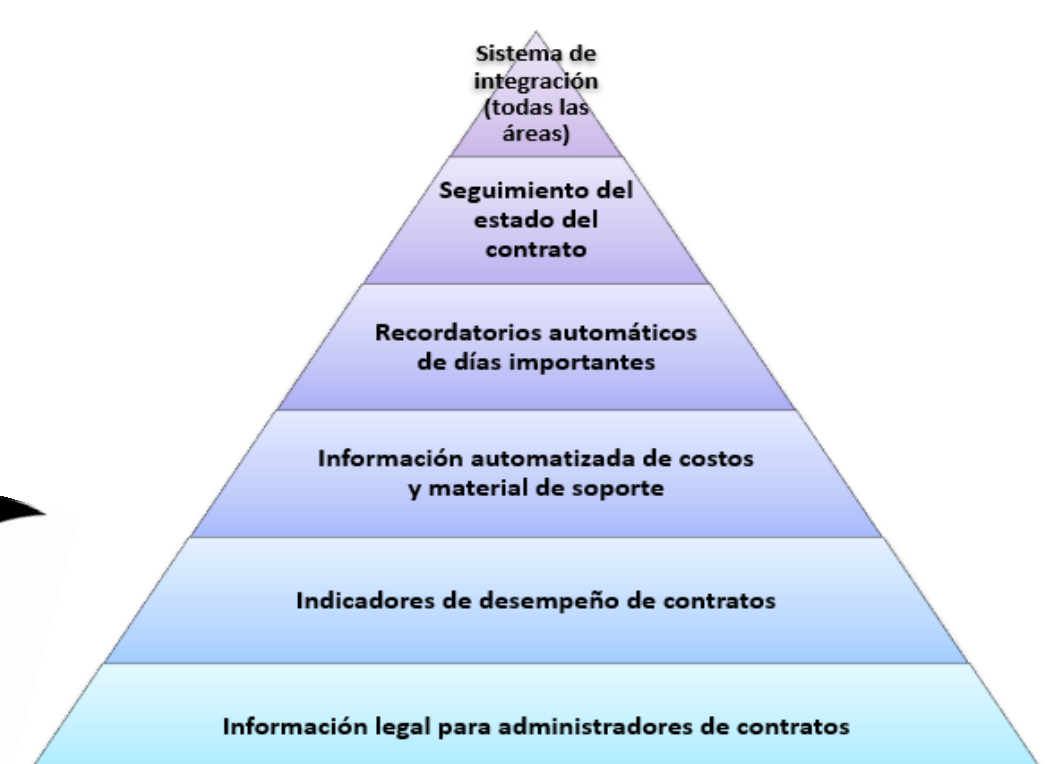 Sistema de
integración
(todas las
áreas)
Seguimiento del
estado del
contrato
Recordatorios automáticos
de días importantes
Información automatizada de costos
y material de soporte
Indicadores de desempeño de contratos
Información legal para administradores de contratos